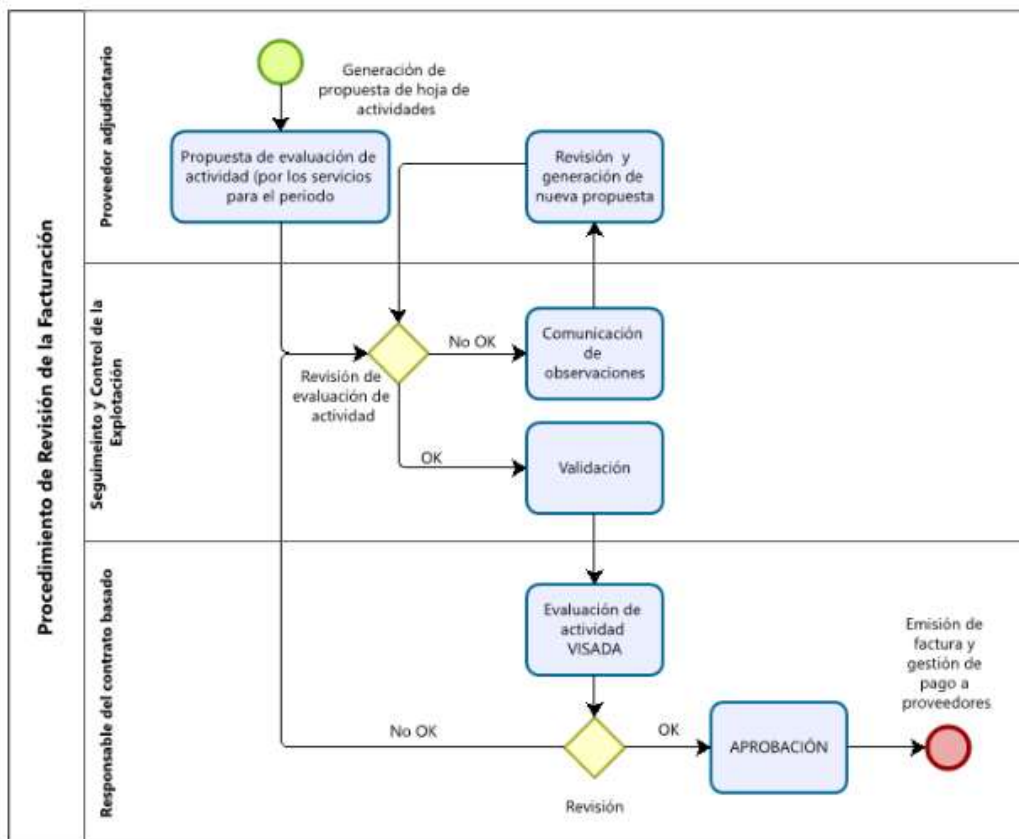 Procedimiento de Revisión de la Facturación
Proveedor adjudicatario
Generación de
propuesta de hoja de
actividades
Propuesta de evaluación de
actividad (por los servicios
para el periodo
Revisión y
generación de
nueva propuesta
Seguimeinto y Control de la
Explotación
Revisión de
evaluación de
actividad
No OK
Comunicación
de
observaciones
OK
Validación
Responsable del contrato basado
Evaluación de
actividad
VISADA
No OK
Revisión
OK
APROBACIÓN
Emisión de
factura y
gestión de
pago a
proveedores